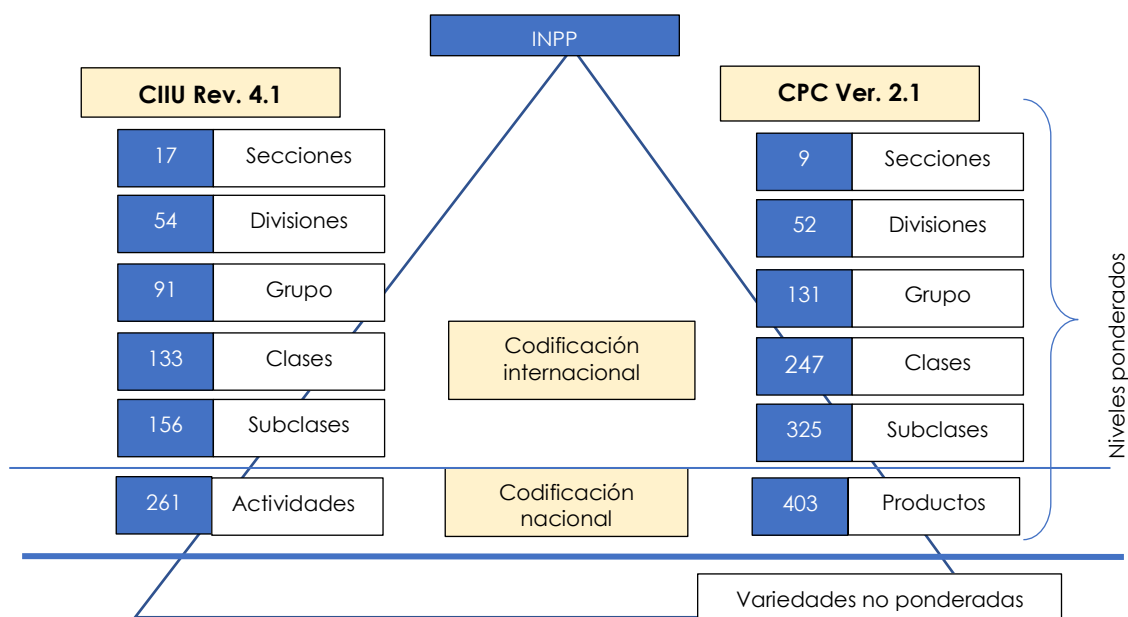 INPP
CIIU Rev. 4.1
17 Secciones
54 Divisiones
91 Grupo
133 Clases
156 Subclases
261 Actividades
Codificación
internacional
Codificación
nacional
CPC Ver. 2.1
9 Secciones
52 Divisiones
131 Grupo
247 Clases
325 Subclases
403 Productos
Niveles ponderados
Variedades no ponderadas